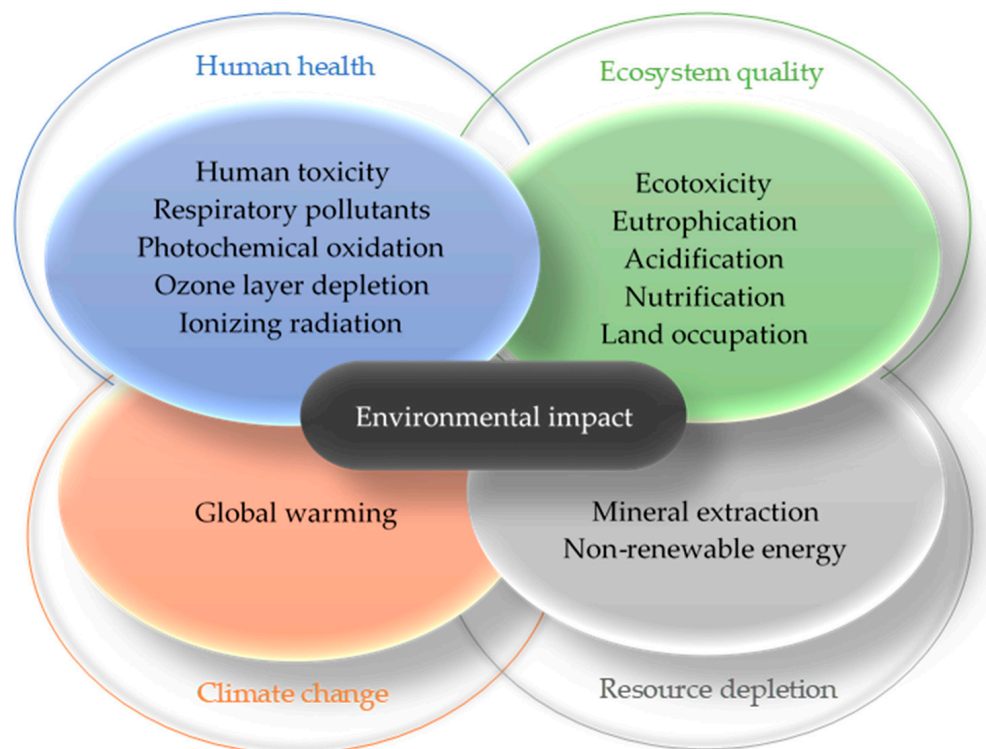 Human health
Human toxicity
Respiratory pollutants
Photochemical oxidation
Ozone layer depletion
Ionizing radiation
Ecosystem quality
Ecotoxicity
Eutrophication
Acidification
Nutrification
Land occupation
Environmental impact
Global warming
Climate change
Mineral extraction
Non-renewable energy
Resource depletion